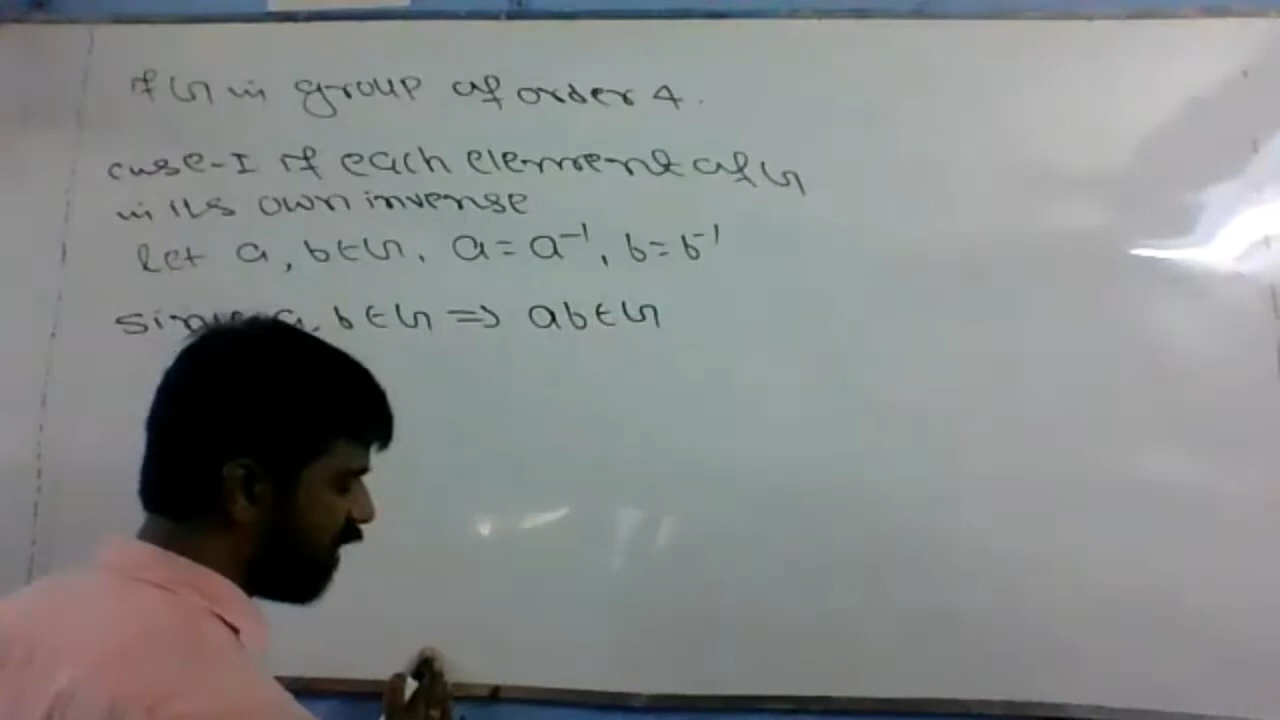 If G is group of order 4.
case-I If each element of G
is its own inverse
let a, b ∈ G, a = a⁻¹, b = b⁻¹
since a, b ∈ G ⇒ ab ∈ G